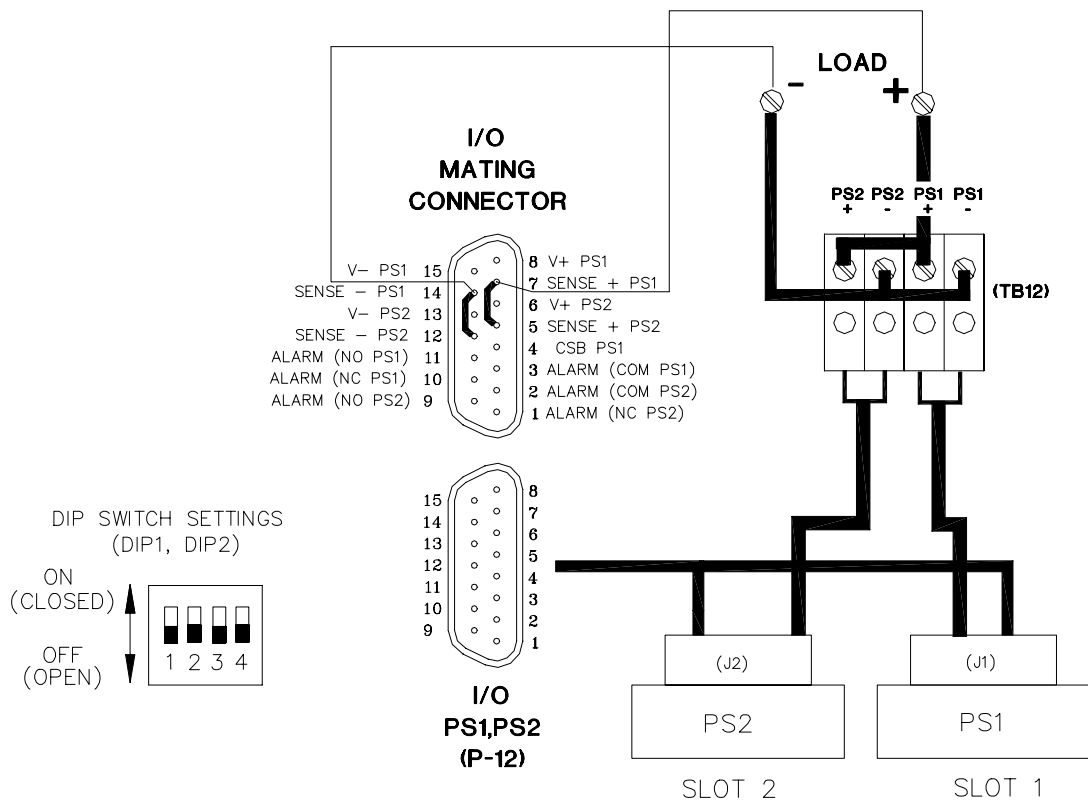 LOAD
- +
I/O
MATING
CONNECTOR
PS2 PS2 PS1 PS1
+ - + -
(TB12)
V- PS1 15
SENSE - PS1 14
V- PS2 13
SENSE - PS2 12
ALARM (NO PS1) 11
ALARM (NC PS1) 10
ALARM (NO PS2) 9
8 V+ PS1
7 SENSE + PS1
6 V+ PS2
5 SENSE + PS2
4 CSB PS1
3 ALARM (COM PS1)
2 ALARM (COM PS2)
1 ALARM (NC PS2)
15
14
13
12
11
10
9
8
7
6
5
4
3
2
1
I/O
PS1,PS2
(P-12)
DIP SWITCH SETTINGS
(DIP1, DIP2)
ON
(CLOSED)
OFF
(OPEN)
1 2 3 4
(J2)
PS2
SLOT 2
(J1)
PS1
SLOT 1